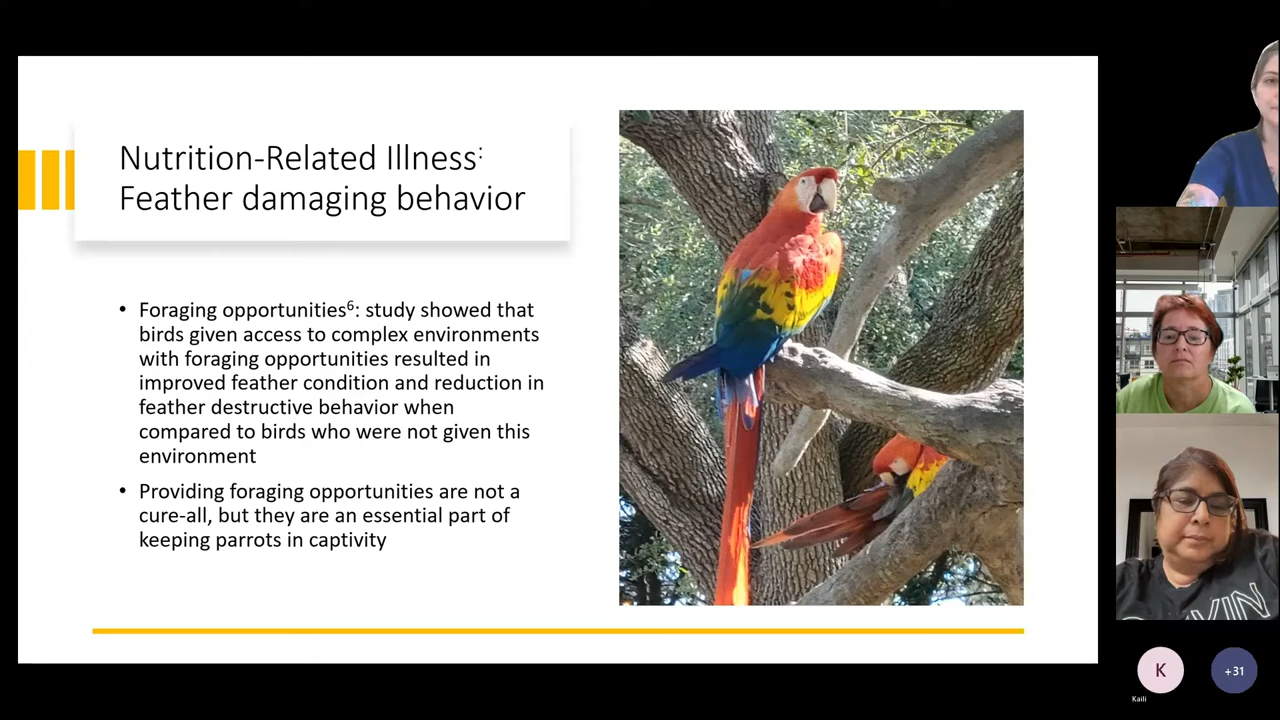 Nutrition-Related Illness:
Feather damaging behavior
• Foraging opportunities⁶: study showed that
birds given access to complex environments
with foraging opportunities resulted in
improved feather condition and reduction in
feather destructive behavior when
compared to birds who were not given this
environment
• Providing foraging opportunities are not a
cure-all, but they are an essential part of
keeping parrots in captivity
K
+31
Kaili